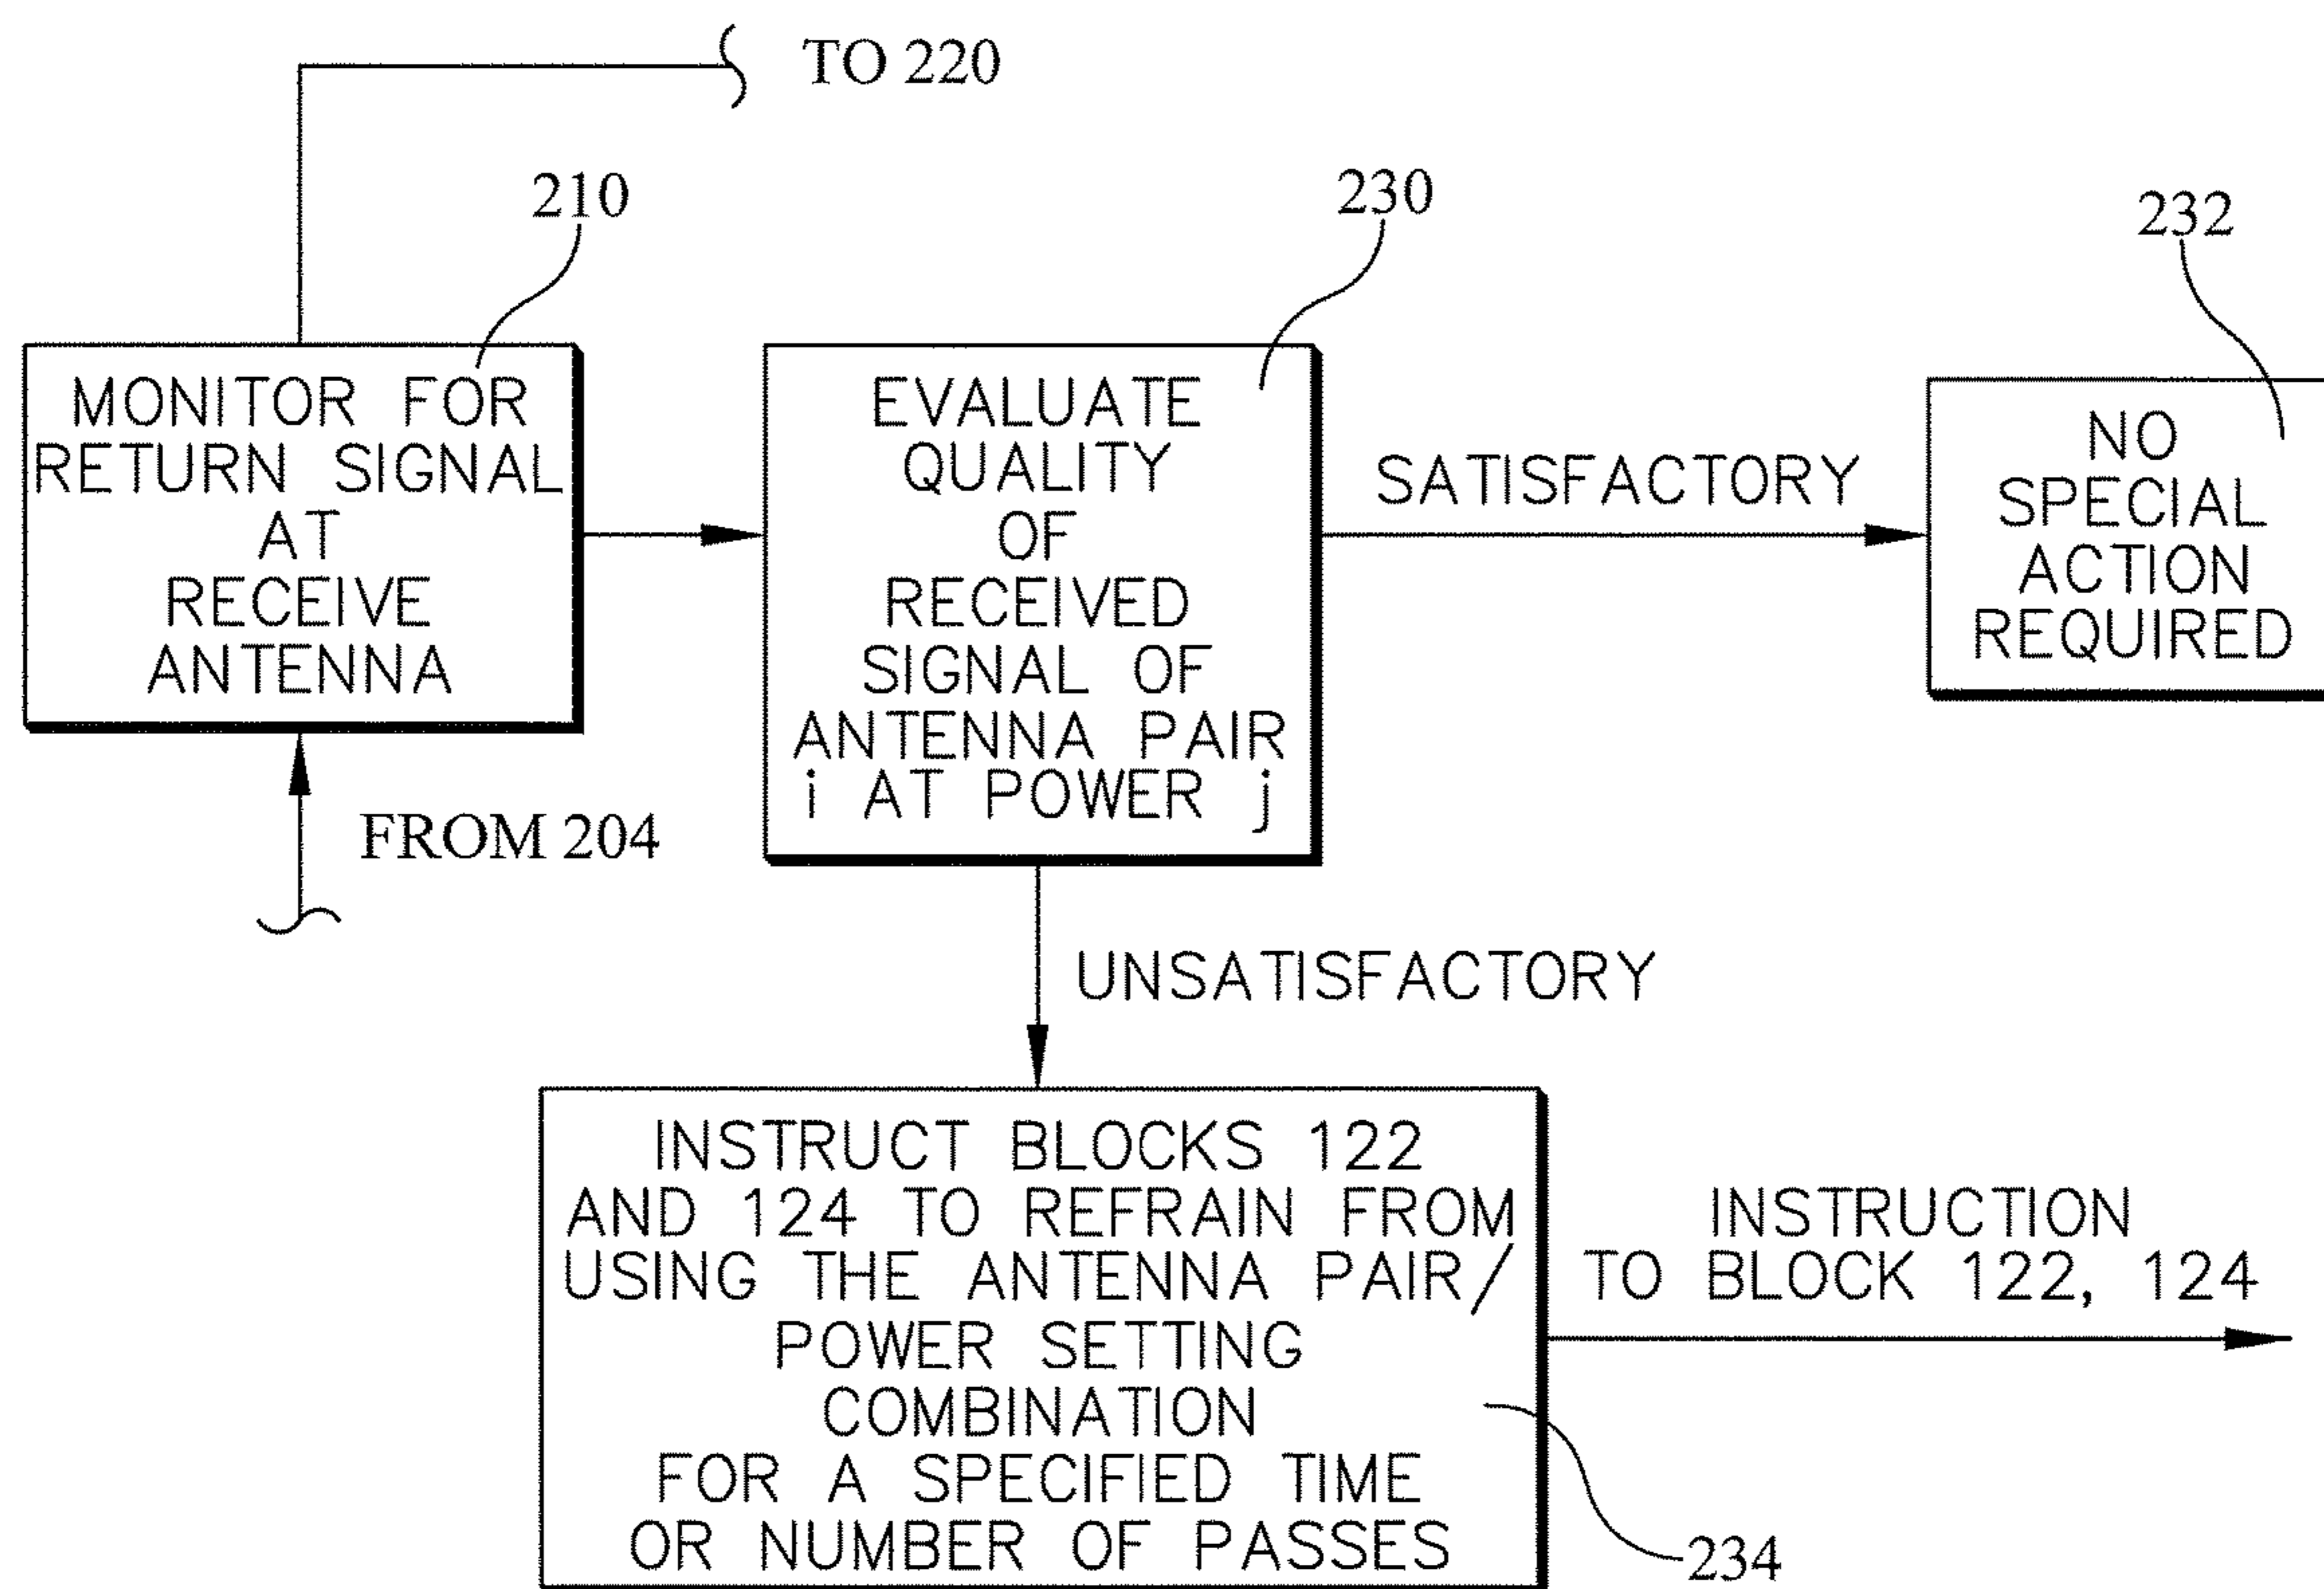 TO 220
210
230
232
MONITOR FOR
RETURN SIGNAL
AT
RECEIVE
ANTENNA
EVALUATE
QUALITY
OF
RECEIVED
SIGNAL OF
ANTENNA PAIR
i AT POWER j
SATISFACTORY
NO
SPECIAL
ACTION
REQUIRED
FROM 204
UNSATISFACTORY
INSTRUCT BLOCKS 122
AND 124 TO REFRAIN FROM
USING THE ANTENNA PAIR/
POWER SETTING
COMBINATION
FOR A SPECIFIED TIME
OR NUMBER OF PASSES
INSTRUCTION
TO BLOCK 122, 124
234